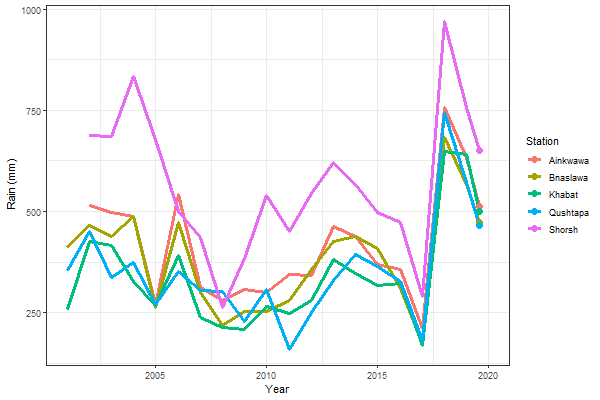 1000
750
500
250
Rain (mm)
2005
2010
2015
2020
Year
Station
Ainkwawa
Bnaslawa
Khabat
Qushtapa
Shorsh